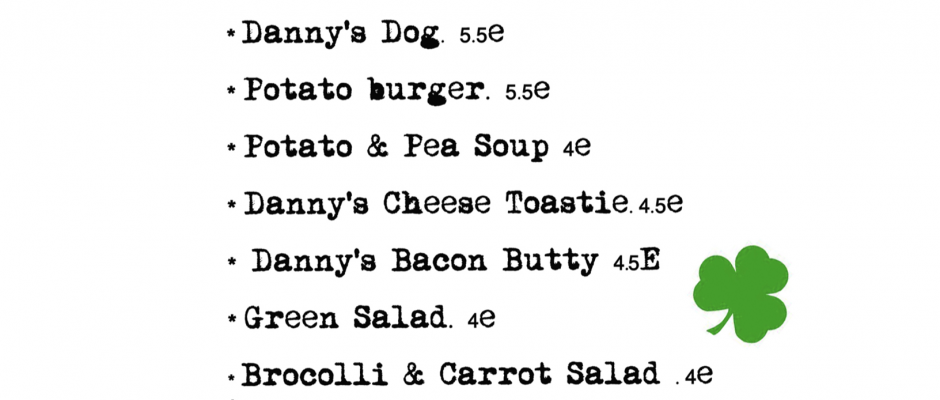 * Danny's Dog. 5.5e
* Potato burger. 5.5e
* Potato & Pea Soup 4e
* Danny's Cheese Toastie. 4.5e
* Danny's Bacon Butty 4.5E
* Green Salad. 4e
* Brocolli & Carrot Salad . 4e